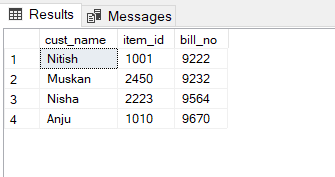 Results Messages
cust_name item_id bill_no
1 Nitish 1001 9222
2 Muskan 2450 9232
3 Nisha 2223 9564
4 Anju 1010 9670